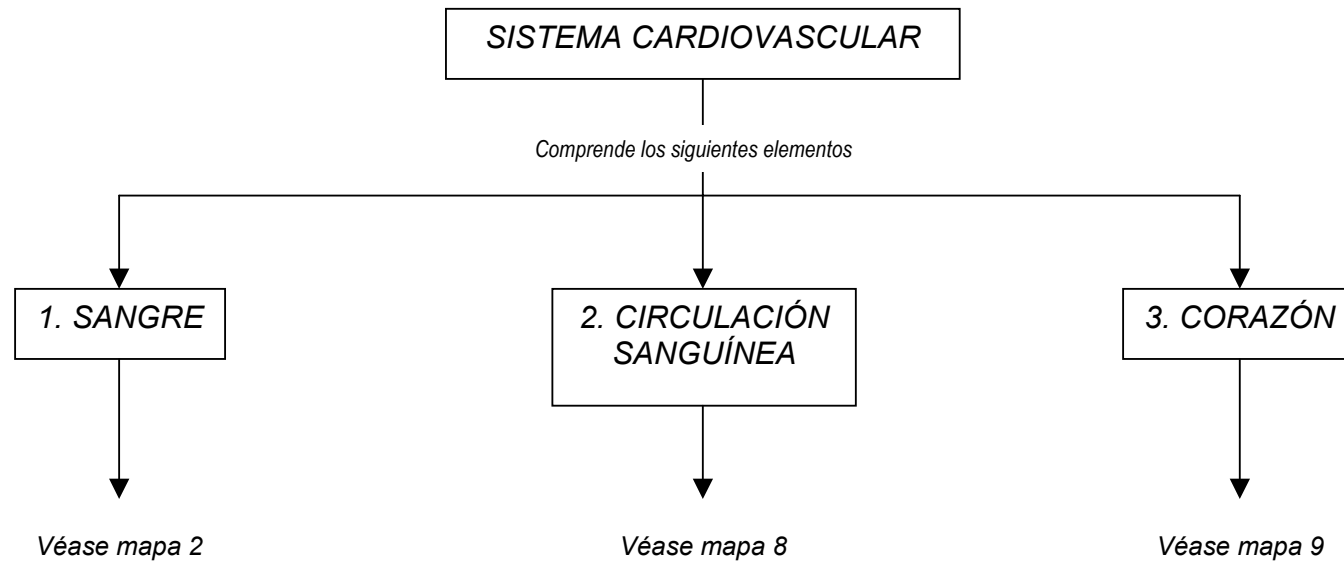 SISTEMA CARDIOVASCULAR
Comprende los siguientes elementos
1. SANGRE
2. CIRCULACIÓN
SANGUÍNEA
3. CORAZÓN
Véase mapa 2
Véase mapa 8
Véase mapa 9